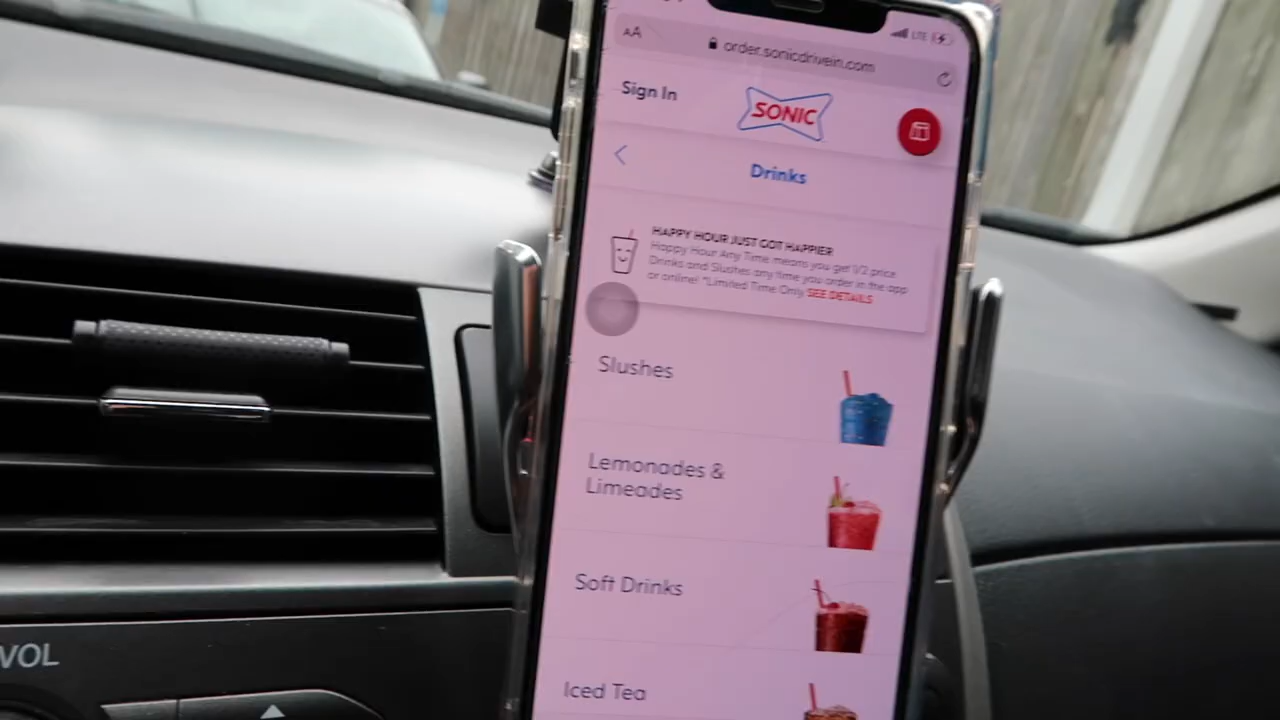 AA order.sonicdrivein.com
LTE
Sign In
SONIC
Drinks
HAPPY HOUR JUST GOT HAPPIER
Happy Hour Any Time means you get 1/2 price
Drinks and Slushes any time you order in the app
or online! *Limited Time Only SEE DETAILS
Slushes
Lemonades &
Limeades
Soft Drinks
Iced Tea
VOL